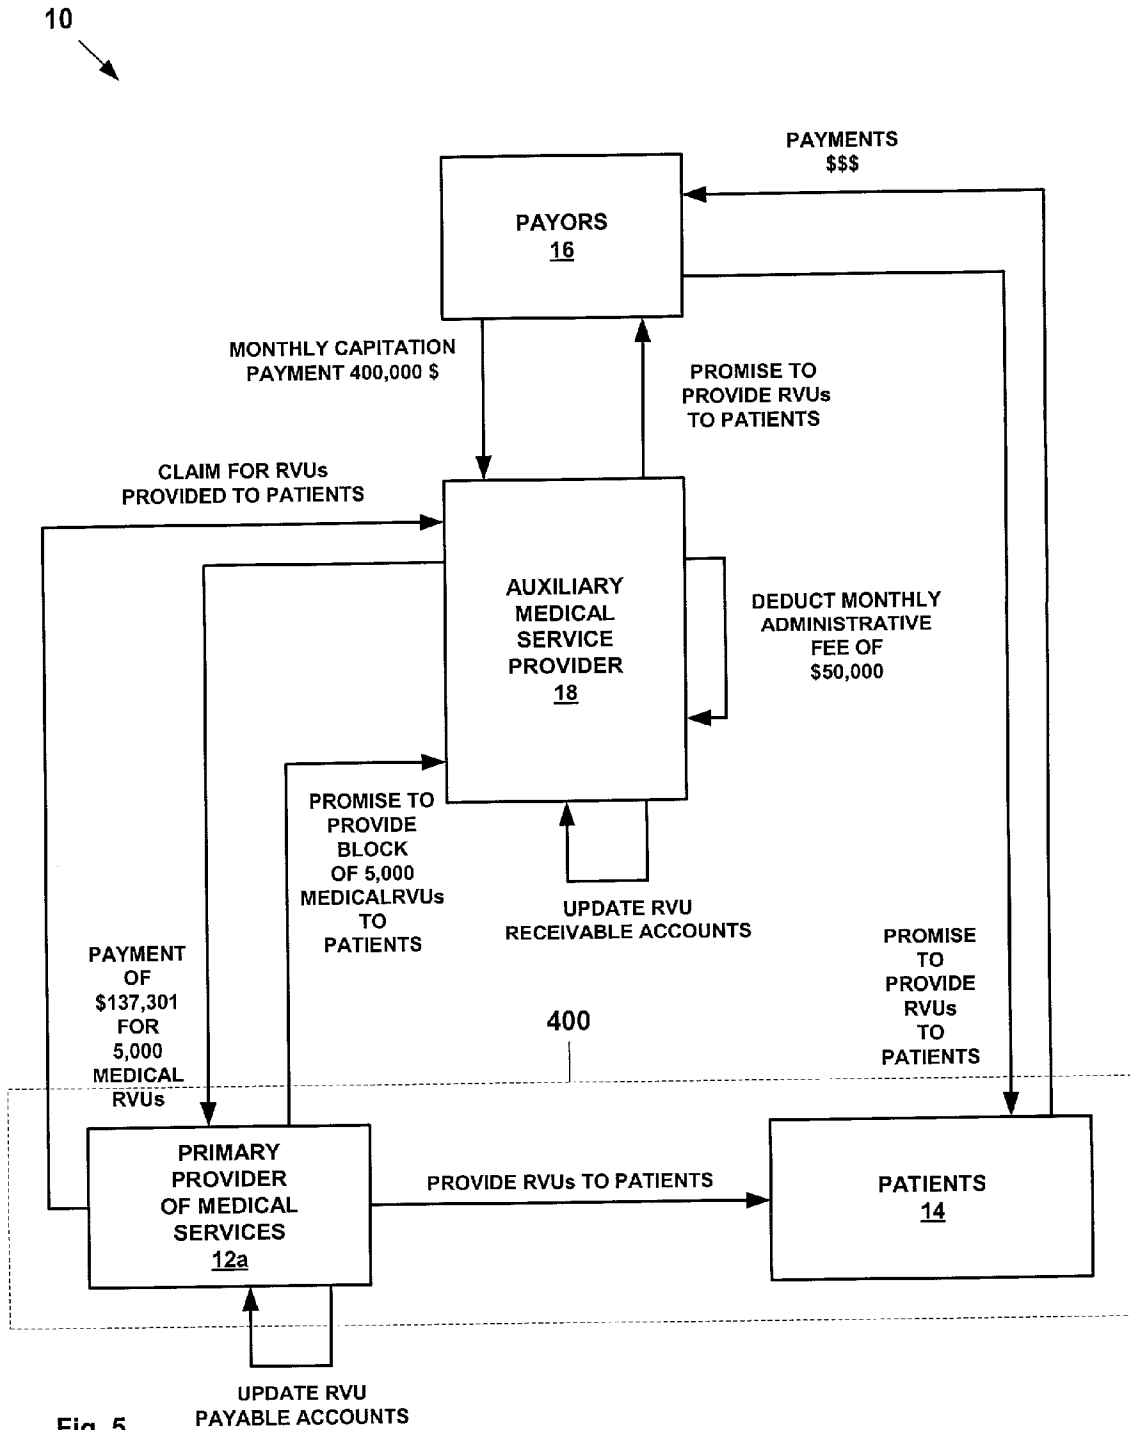 10
PAYMENTS
$$$
PAYORS
16
MONTHLY CAPITATION
PAYMENT 400,000 $
PROMISE TO
PROVIDE RVUs
TO PATIENTS
CLAIM FOR RVUs
PROVIDED TO PATIENTS
AUXILIARY
MEDICAL
SERVICE
PROVIDER
18
DEDUCT MONTHLY
ADMINISTRATIVE
FEE OF
$50,000
PROMISE TO
PROVIDE
BLOCK
OF 5,000
MEDICALRVUs
TO
PATIENTS
UPDATE RVU
RECEIVABLE ACCOUNTS
PAYMENT
OF
$137,301
FOR
5,000
MEDICAL
RVUs
PROMISE
TO
PROVIDE
RVUs
TO
PATIENTS
400
PRIMARY
PROVIDER
OF MEDICAL
SERVICES
12a
PROVIDE RVUs TO PATIENTS
PATIENTS
14
UPDATE RVU
PAYABLE ACCOUNTS
Fig. 5